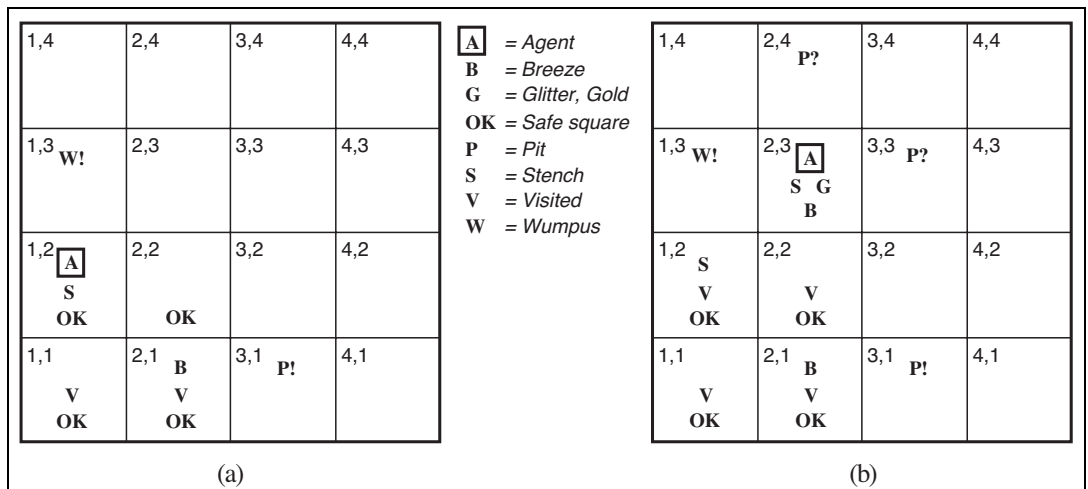 1,4 2,4 3,4 4,4
1,3 W! 2,3 3,3 4,3
1,2 A 2,2 3,2 4,2
S
OK OK
1,1 2,1 B 3,1 P! 4,1
V V
OK OK
(a)
A = Agent
B = Breeze
G = Glitter, Gold
OK = Safe square
P = Pit
S = Stench
V = Visited
W = Wumpus
1,4 2,4 P? 3,4 4,4
1,3 W! 2,3 A 3,3 P? 4,3
S G
B
1,2 S 2,2 3,2 4,2
V V
OK OK
1,1 2,1 B 3,1 P! 4,1
V V
OK OK
(b)